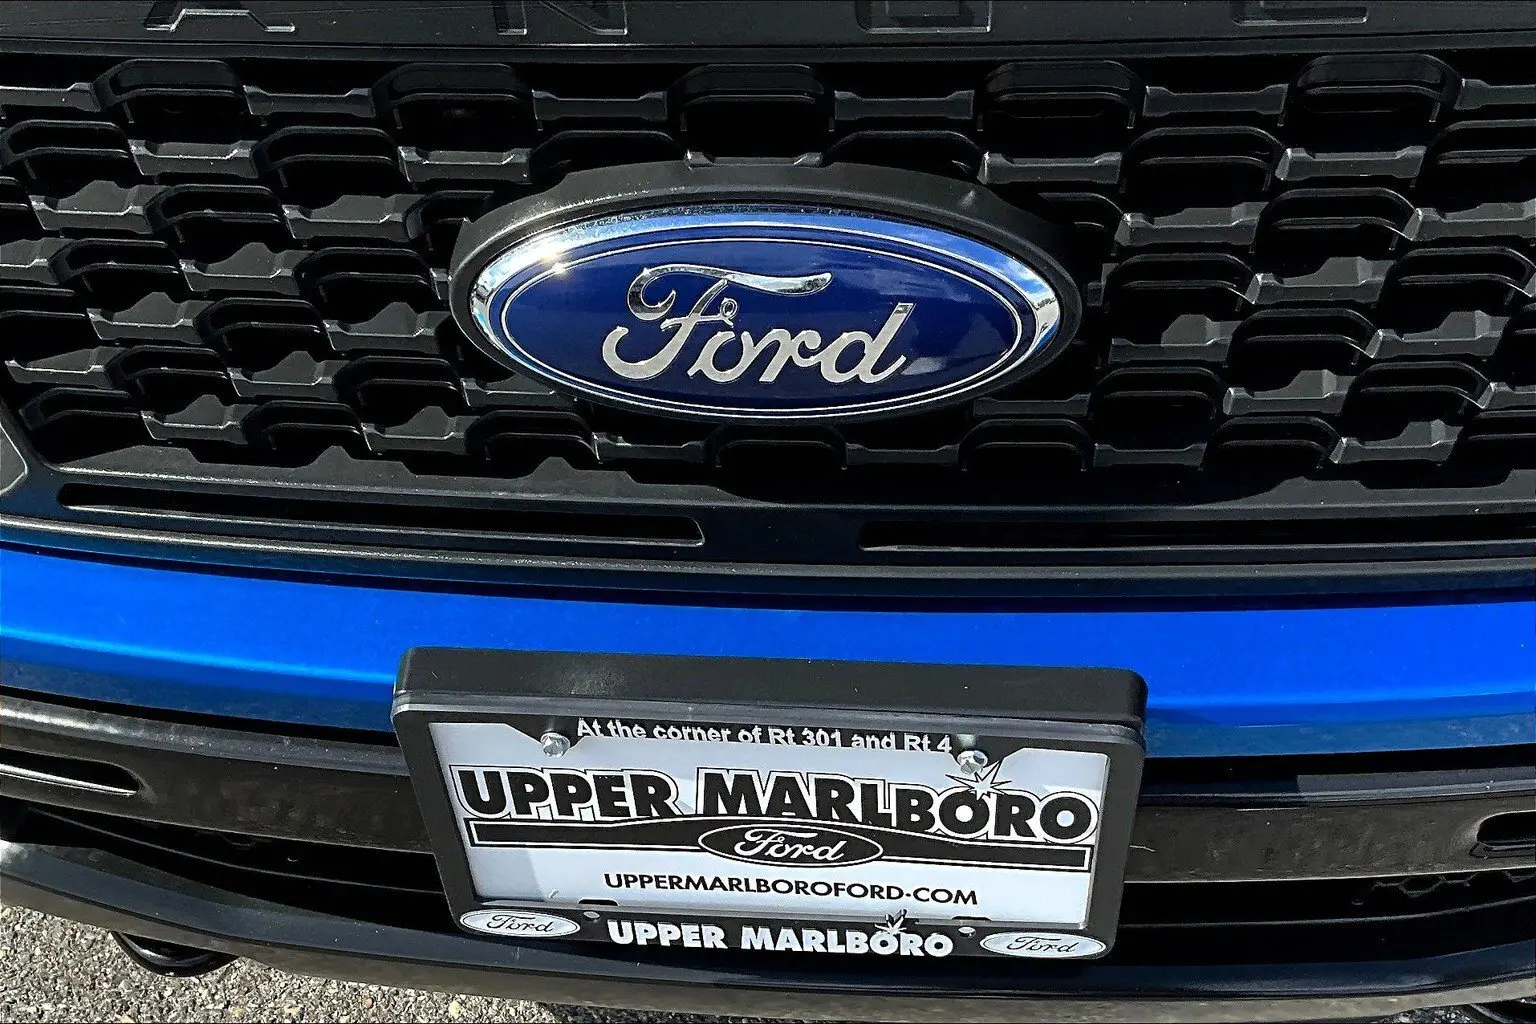 ANGE
Ford
At the corner of Rt 301 and Rt 4
UPPER MARLBORO
Ford
UPPERMARLBOROFORD.COM
Ford UPPER MARLBORO Ford